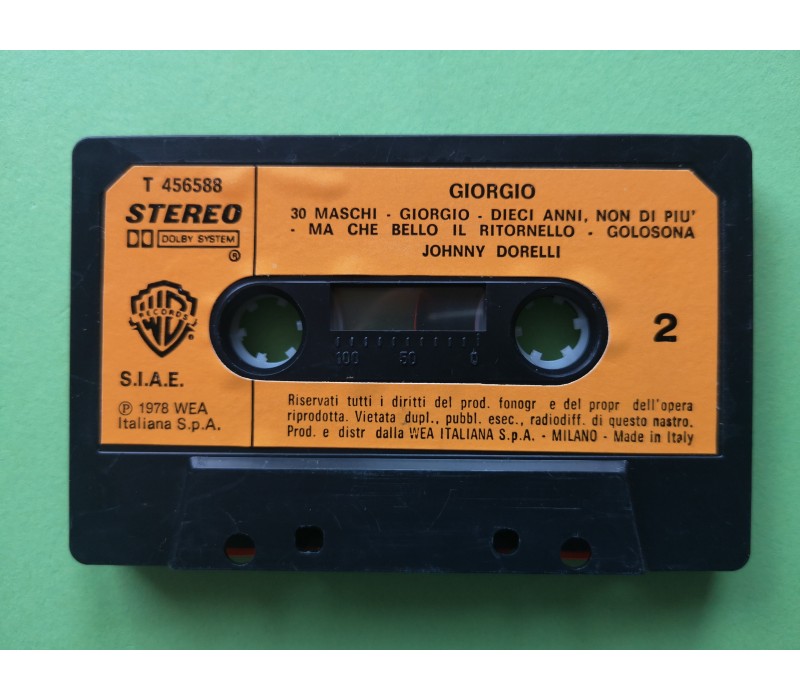 T 456588
STEREO
DOLBY SYSTEM
®
WB
RECORDS
®
S.I.A.E.
℗ 1978 WEA
Italiana S.p.A.
GIORGIO
30 MASCHI - GIORGIO - DIECI ANNI, NON DI PIU'
- MA CHE BELLO IL RITORNELLO - GOLOSONA
JOHNNY DORELLI
2
100 50 0
Riservati tutti i diritti del prod. fonogr e del propr dell'opera
riprodotta. Vietata dupl., pubbl. esec., radiodiff. di questo nastro.
Prod. e distr dalla WEA ITALIANA S.p.A. - MILANO - Made in Italy